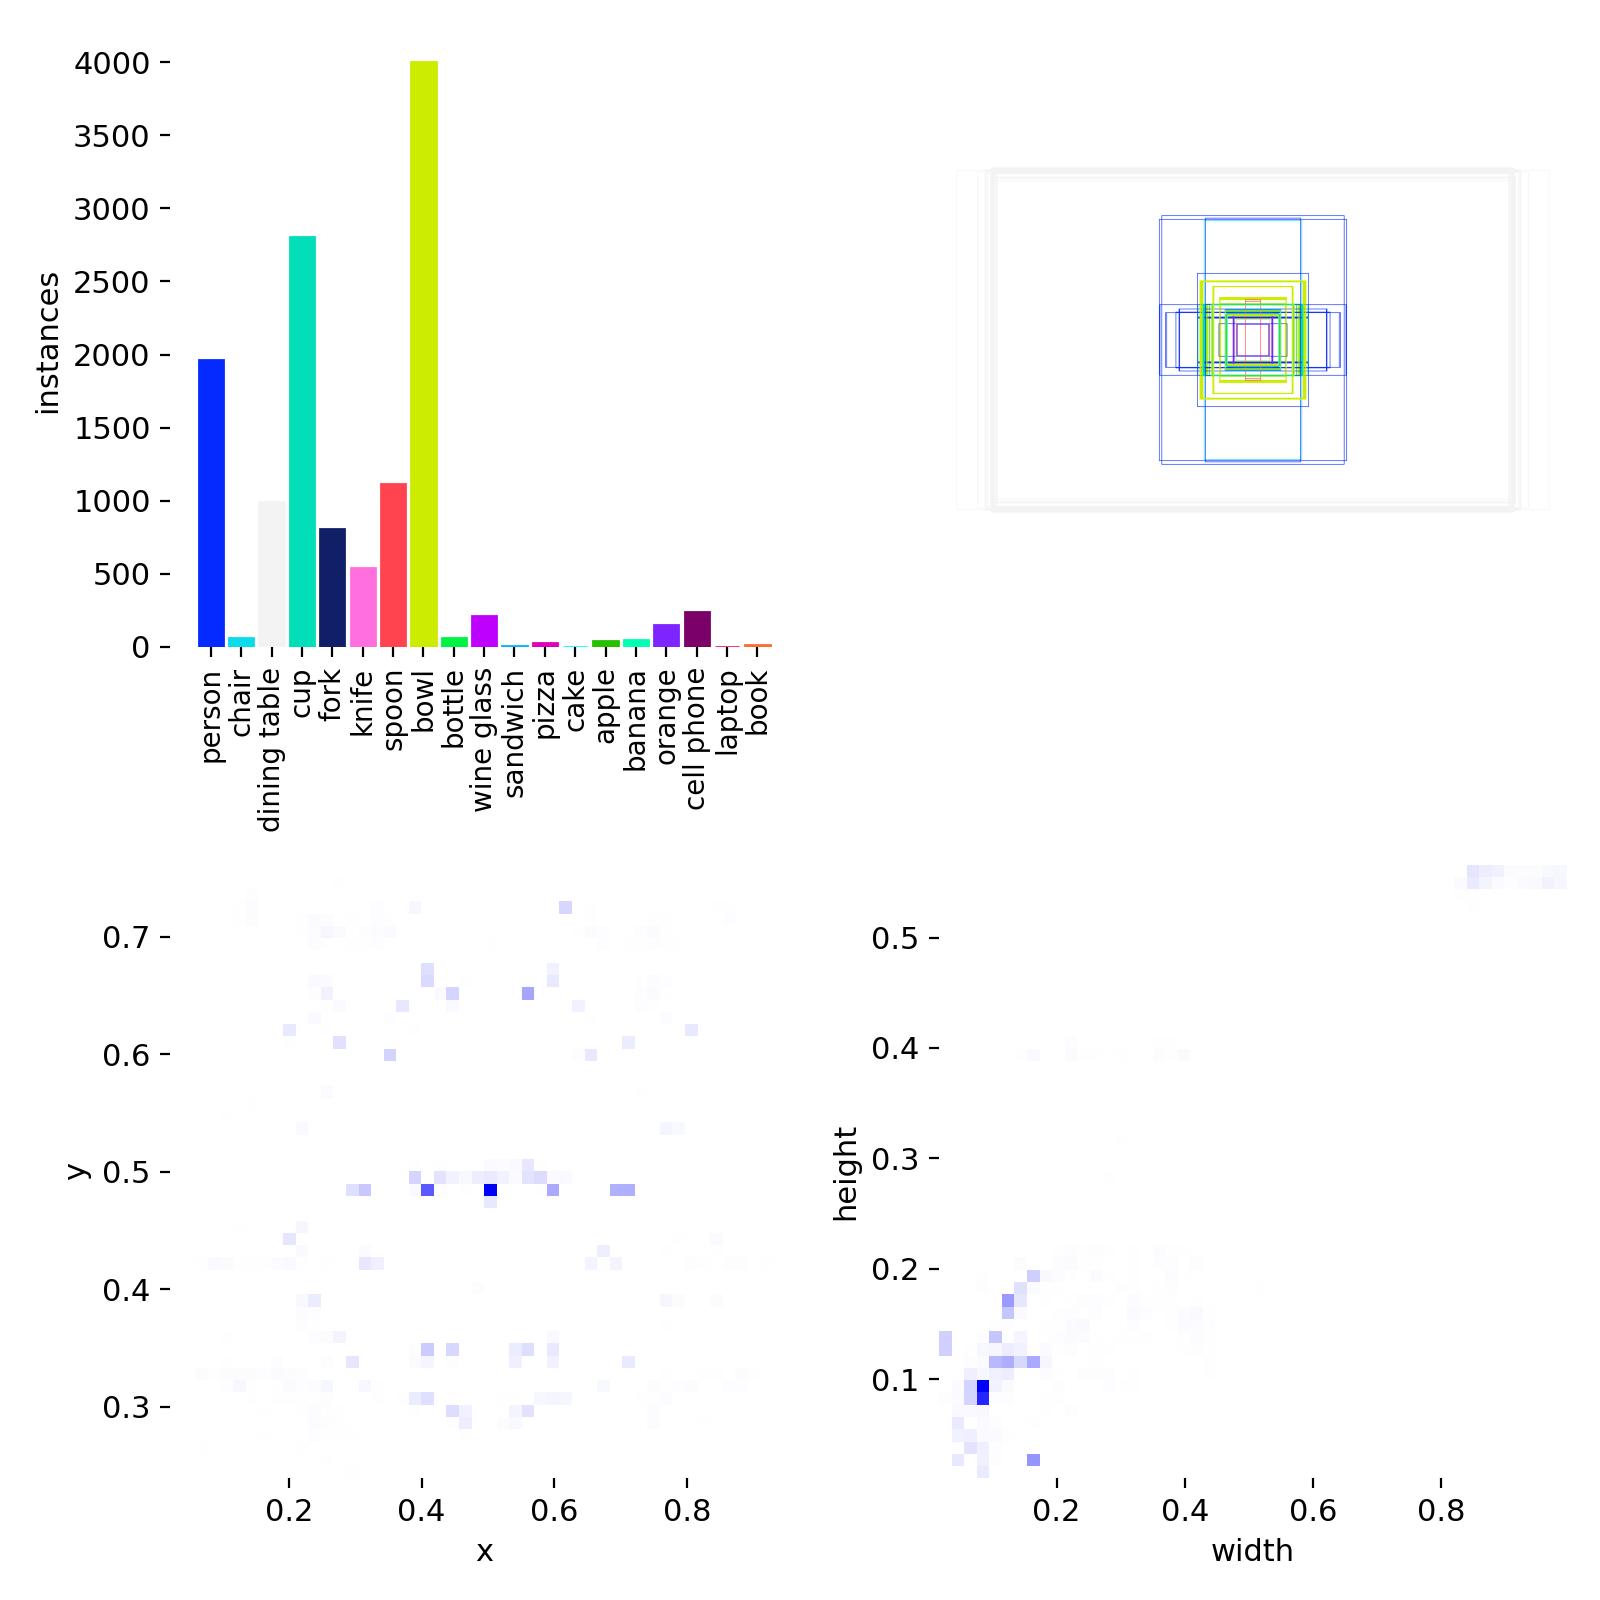 4000
3500
3000
2500
2000
1500
1000
500
0
instances
person
chair
dining table
cup
fork
knife
spoon
bowl
bottle
wine glass
sandwich
pizza
cake
apple
banana
orange
cell phone
laptop
book
0.7
0.6
0.5
0.4
0.3
y
0.2 0.4 0.6 0.8
x
0.5
0.4
0.3
0.2
0.1
height
0.2 0.4 0.6 0.8
width